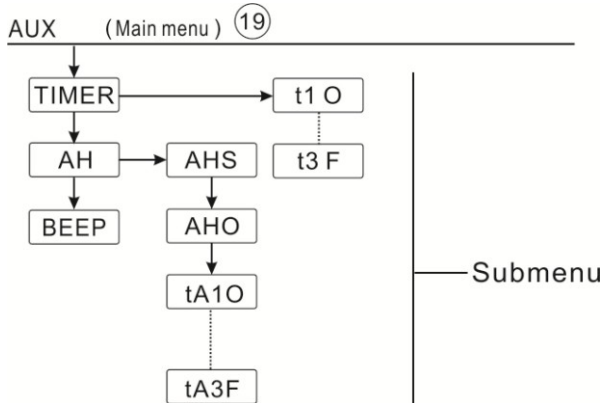 AUX (Main menu) 19
TIMER t1 O
AH AHS t3 F
BEEP AHO
Submenu
tA1O
tA3F